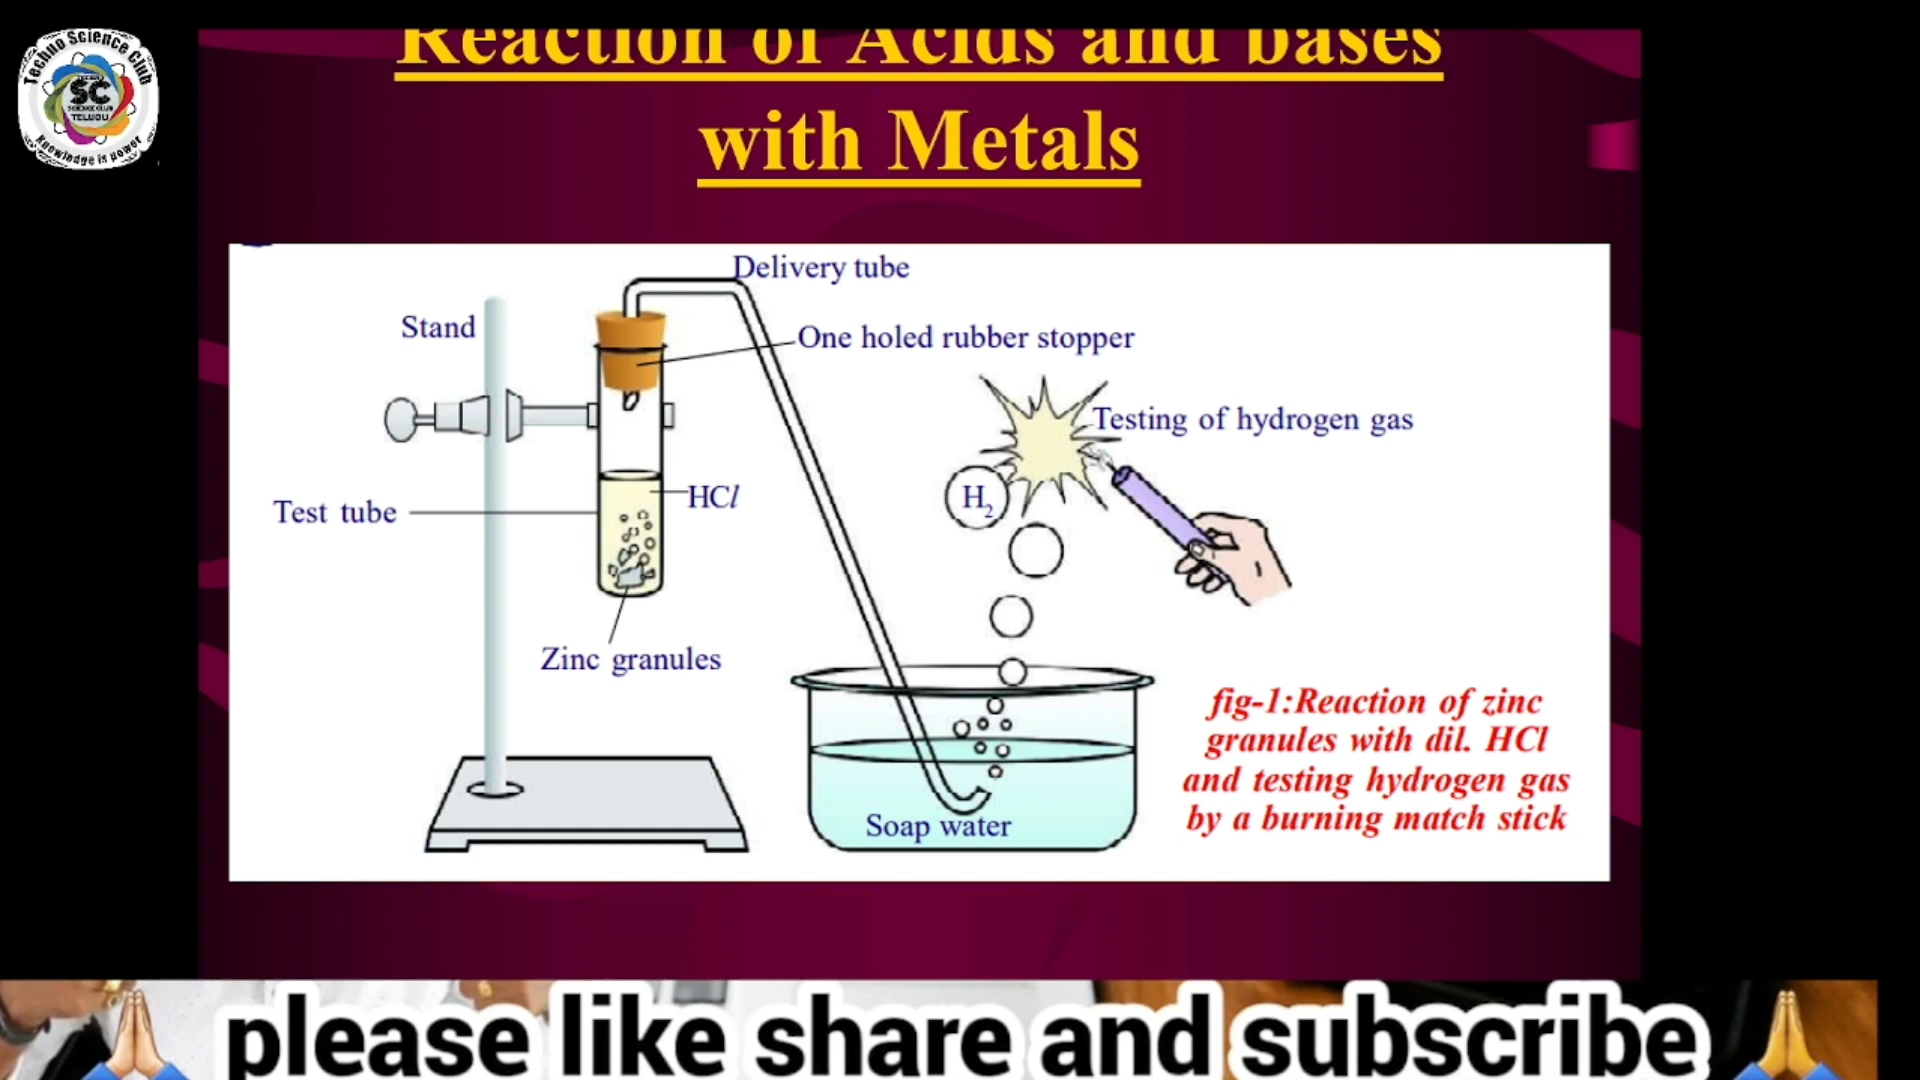 Techno Science Club
SC
SCIENCE CLUB
TELUGU
Knowledge is power
Reaction of Acids and bases
with Metals
Delivery tube
Stand
One holed rubber stopper
Testing of hydrogen gas
HCl
H2
Test tube
Zinc granules
fig-1:Reaction of zinc
granules with dil. HCl
and testing hydrogen gas
by a burning match stick
Soap water
please like share and subscribe